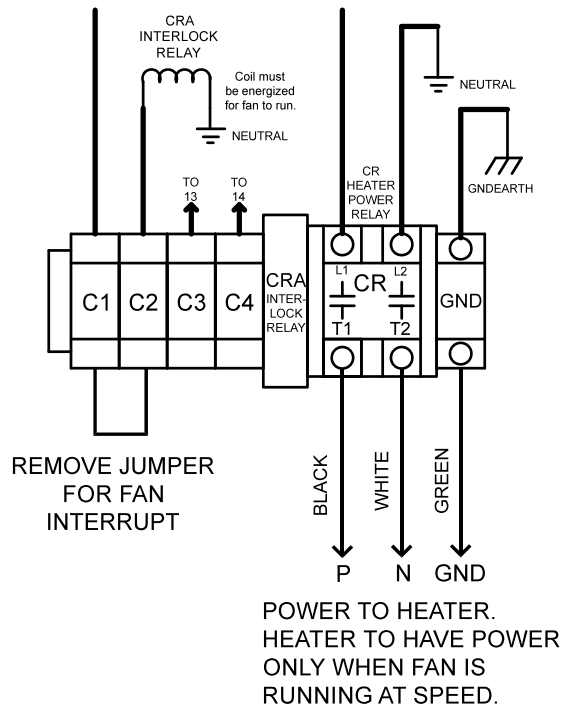 CRA
INTERLOCK
RELAY
Coil must
be energized
for fan to run.
NEUTRAL
NEUTRAL
GNDEARTH
TO
13
TO
14
CR
HEATER
POWER
RELAY
C1
C2
C3
C4
CRA
INTER-
LOCK
RELAY
L1
L2
CR
T1
T2
GND
REMOVE JUMPER
FOR FAN
INTERRUPT
BLACK
WHITE
GREEN
P
N
GND
POWER TO HEATER.
HEATER TO HAVE POWER
ONLY WHEN FAN IS
RUNNING AT SPEED.